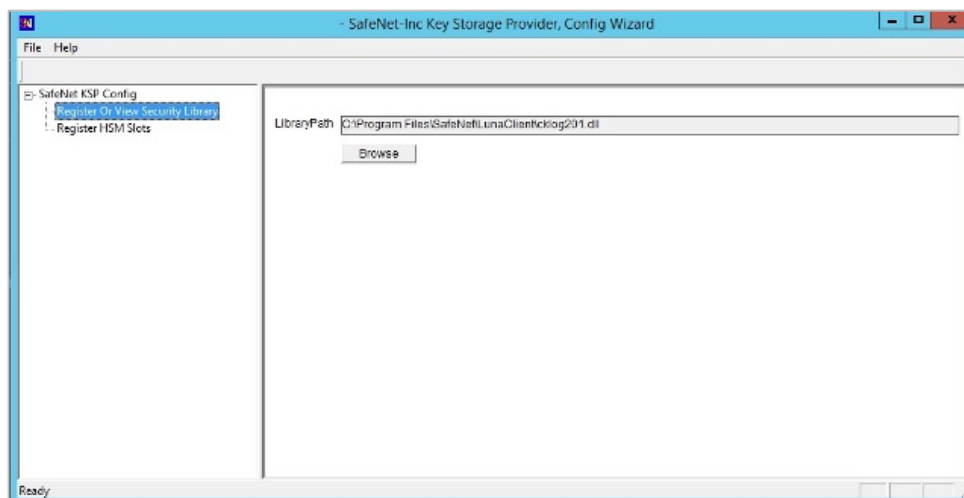 - SafeNet-Inc Key Storage Provider, Config Wizard
File Help
SafeNet KSP Config
Register Or View Security Library
Register HSM Slots
LibraryPath C:\Program Files\SafeNet\LunaClient\cklog201.dll
Browse
Ready